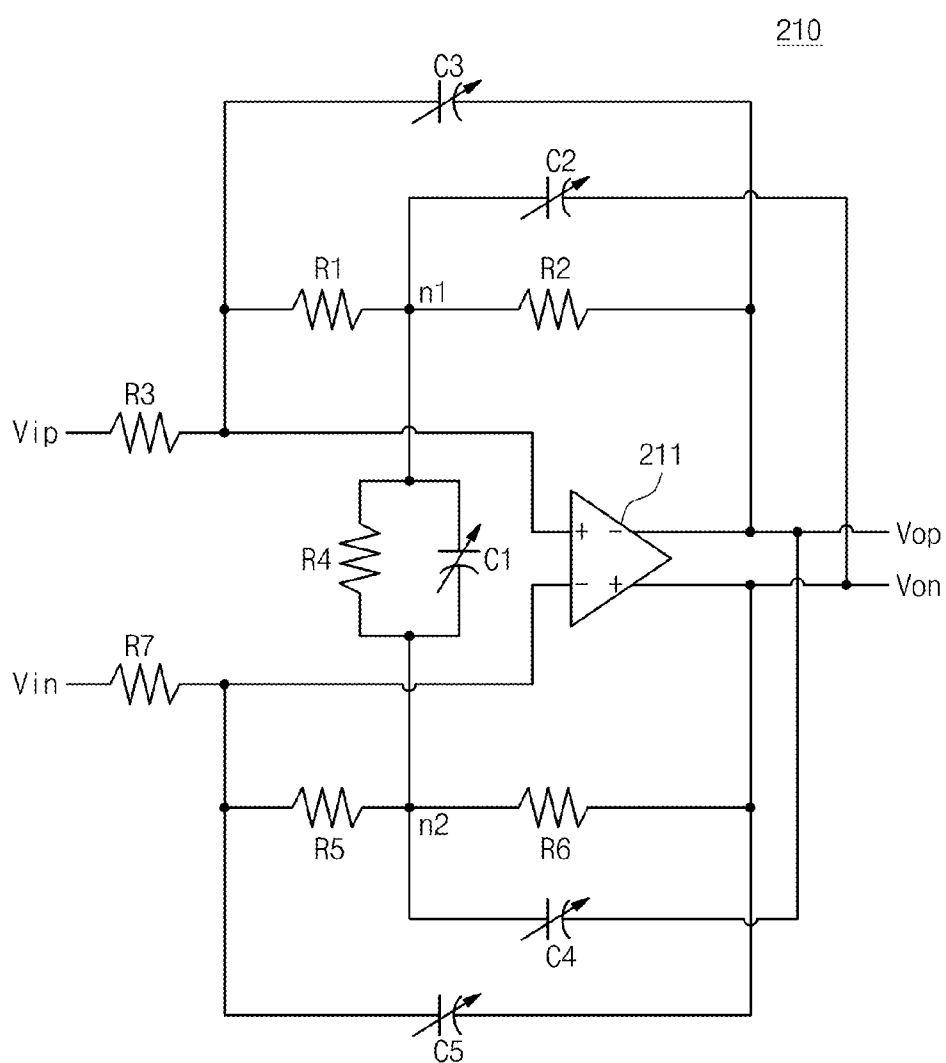 210
C3
C2
R1
n1
R2
R3
Vip
211
+ -
Vop
R4
C1
- +
Von
R7
Vin
n2
R5
R6
C4
C5